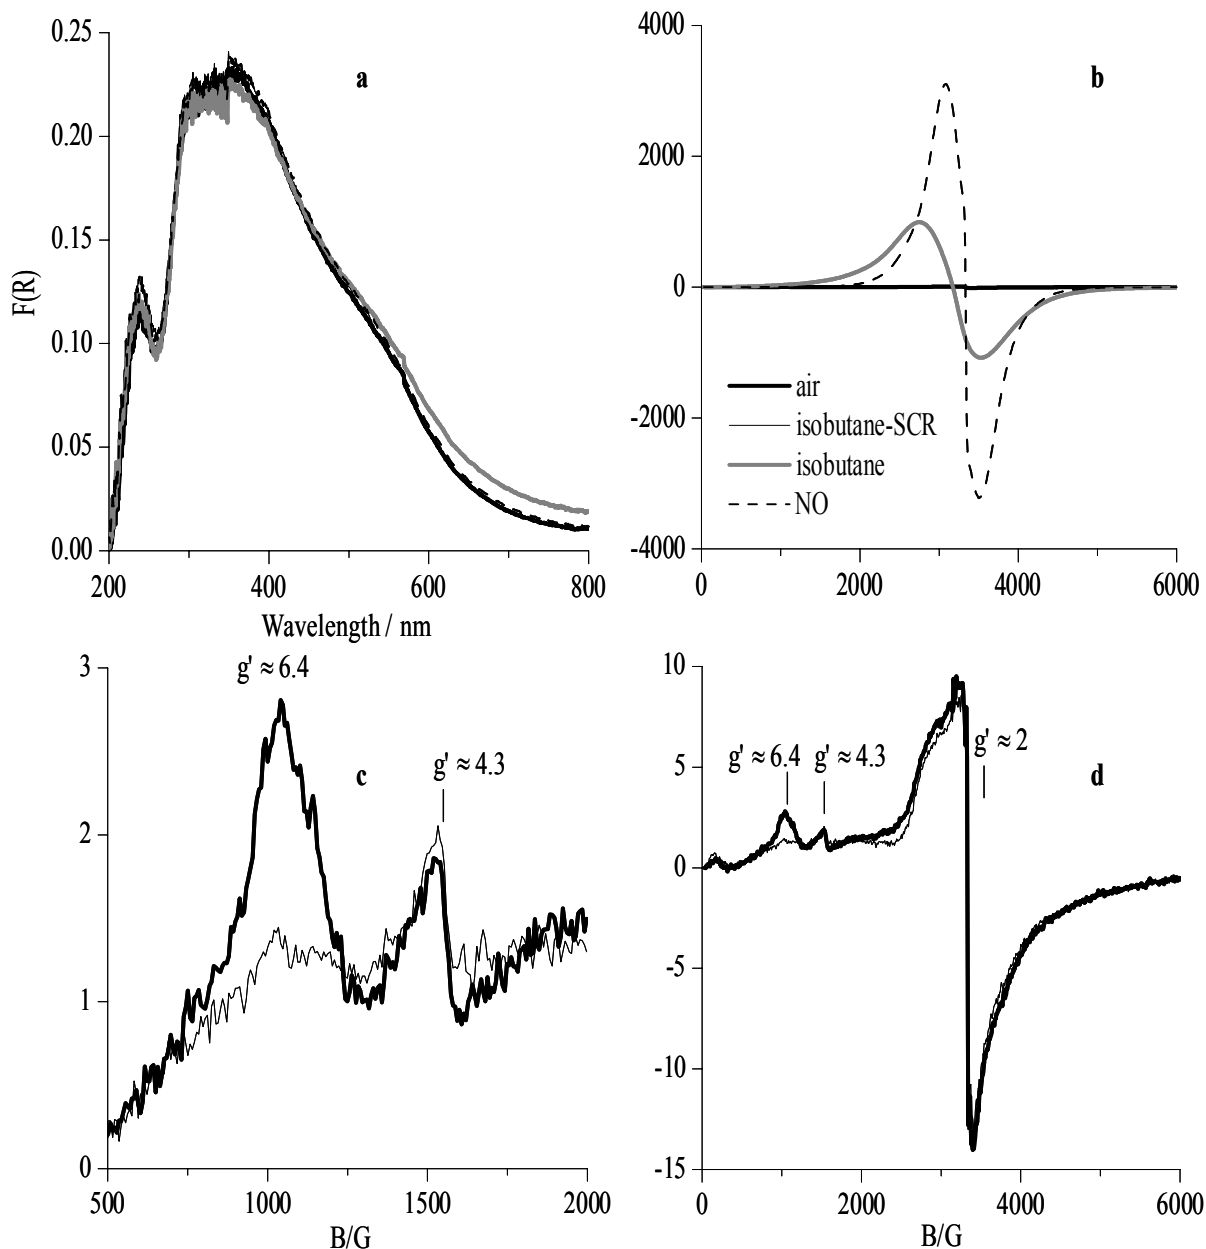 0.25
0.20
0.15
0.10
0.05
0.00
F(R)
a
200
400
600
800
Wavelength / nm
4000
2000
0
-2000
-4000
b
air
isobutane-SCR
isobutane
NO
0
2000
4000
6000
3
2
1
0
g' ≈ 6.4
c
g' ≈ 4.3
500
1000
1500
2000
B/G
10
5
0
-5
-10
-15
g' ≈ 6.4
g' ≈ 4.3
g' ≈ 2
d
0
2000
4000
6000
B/G